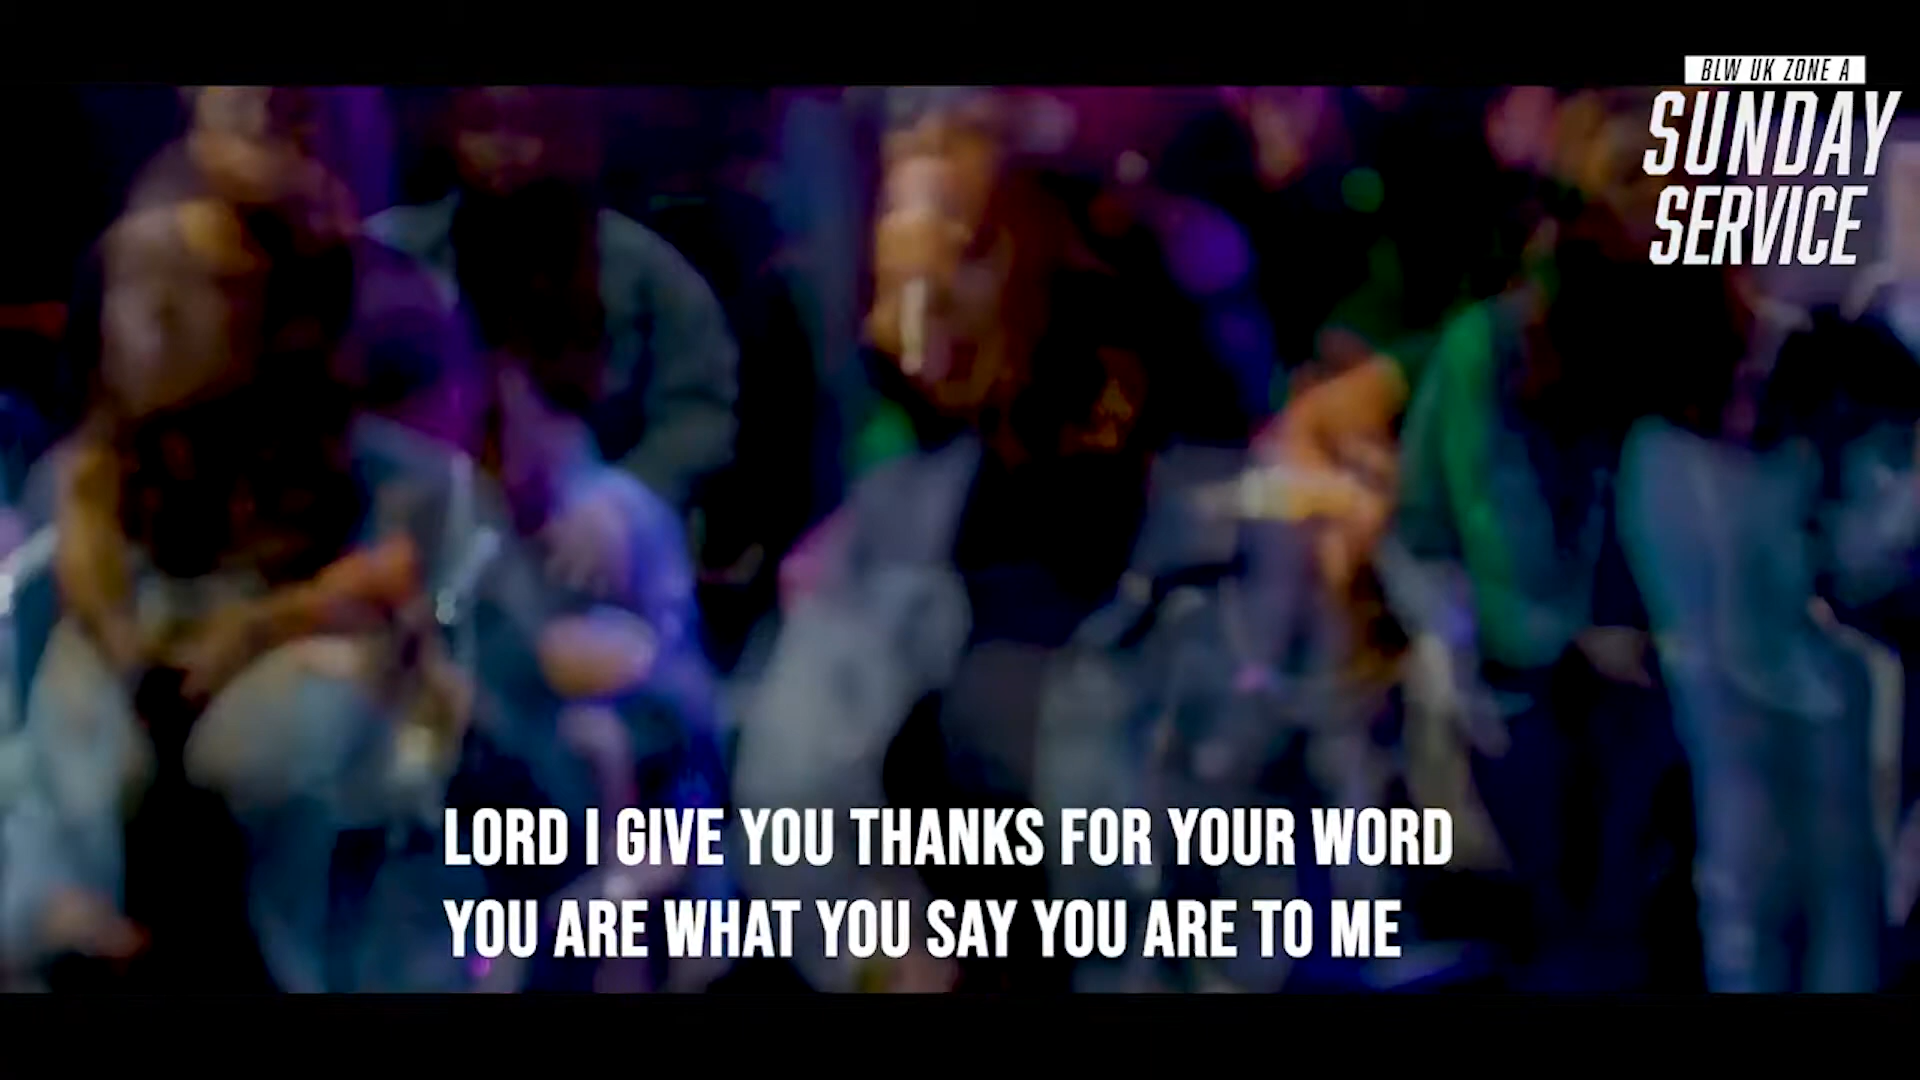 BLW UK ZONE A
SUNDAY
SERVICE
LORD I GIVE YOU THANKS FOR YOUR WORD
YOU ARE WHAT YOU SAY YOU ARE TO ME